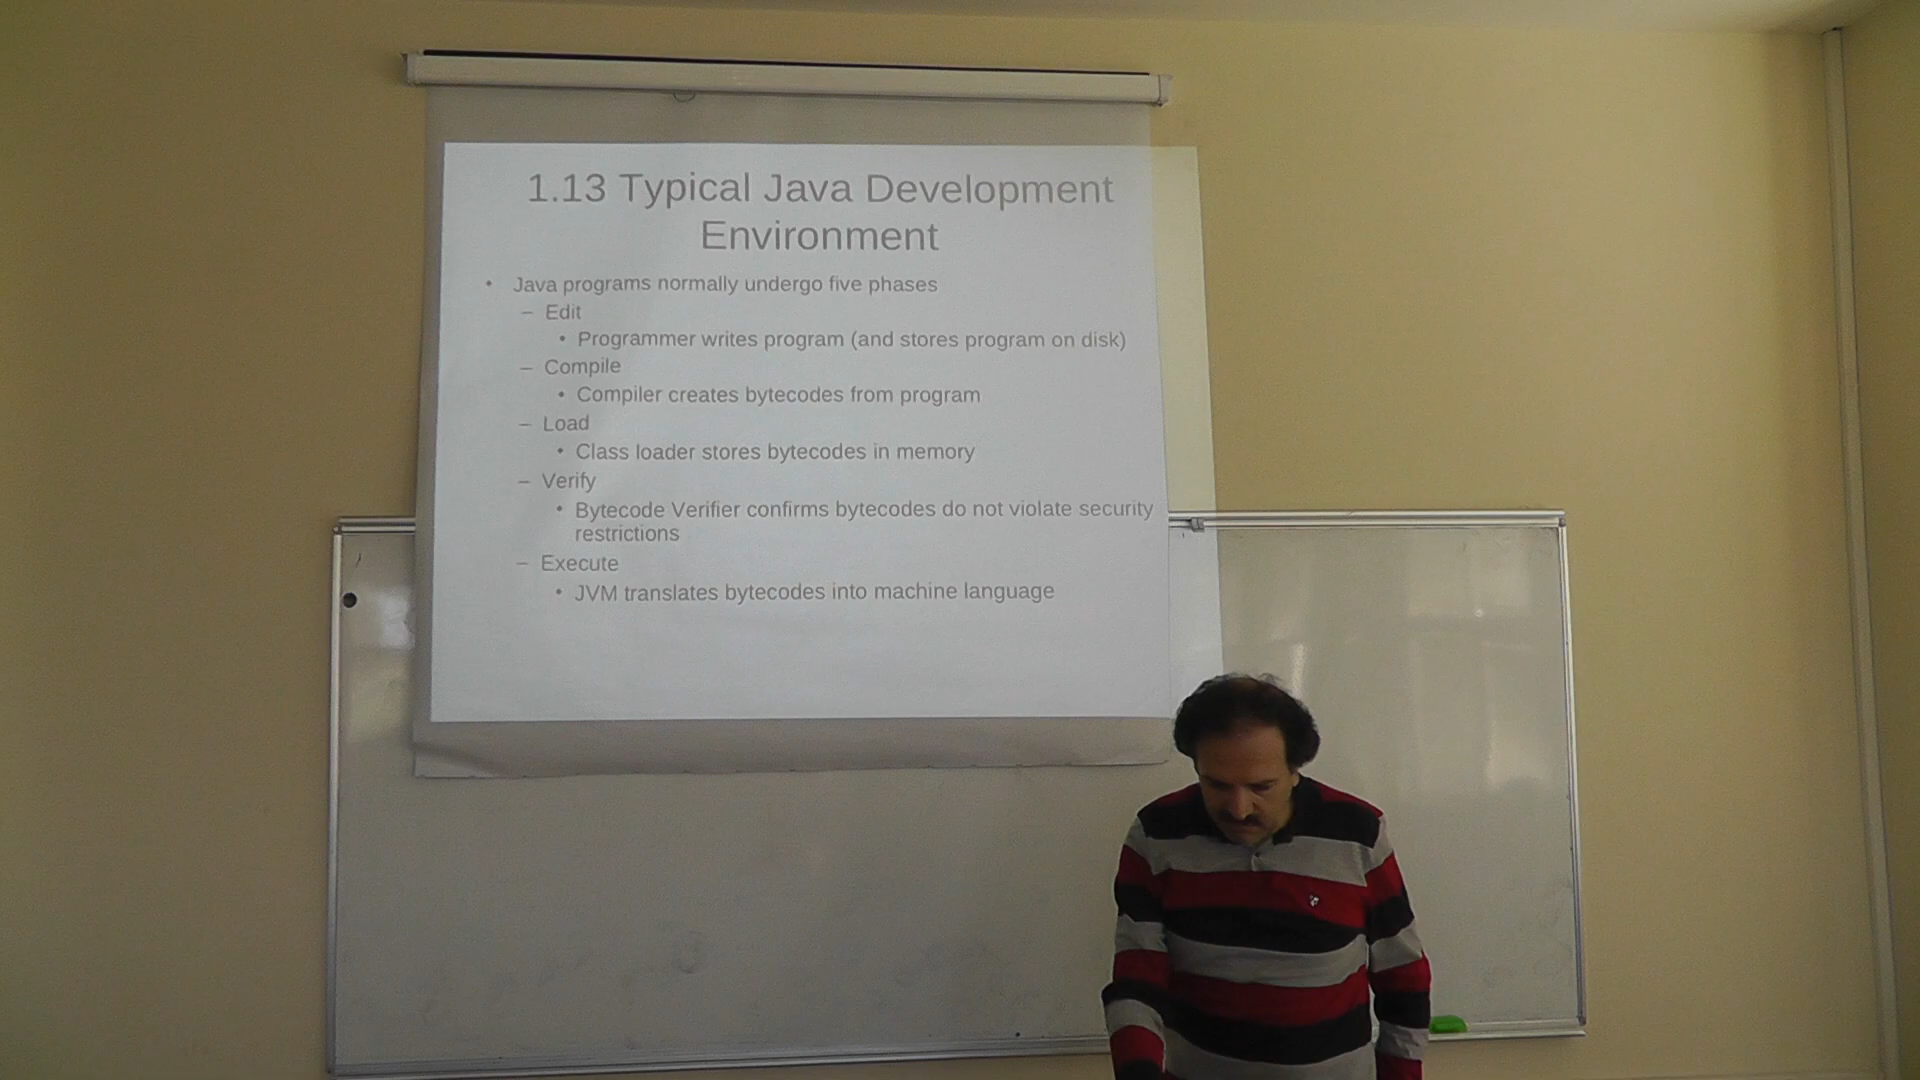 1.13 Typical Java Development
Environment
• Java programs normally undergo five phases
– Edit
• Programmer writes program (and stores program on disk)
– Compile
• Compiler creates bytecodes from program
– Load
• Class loader stores bytecodes in memory
– Verify
• Bytecode Verifier confirms bytecodes do not violate security
restrictions
– Execute
• JVM translates bytecodes into machine language